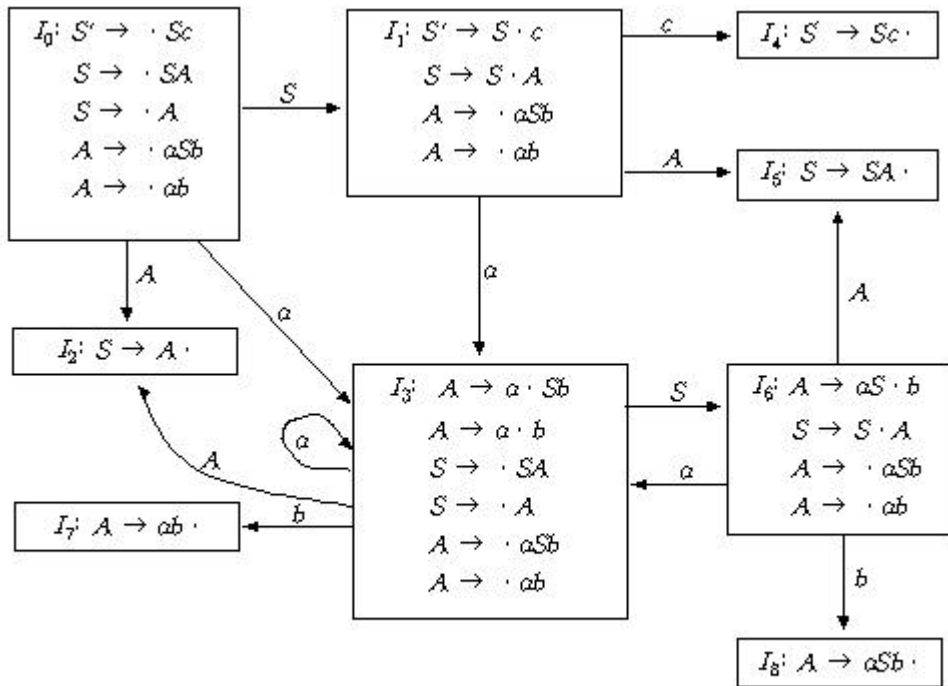 I₀: S′ → · Sc
S → · SA
S → · A
A → · aSb
A → · ab
S
I₁: S′ → S · c
S → S · A
A → · aSb
A → · ab
c
I₄: S → Sc ·
A
I₅: S → SA ·
A
a
a
A
I₂: S → A ·
I₃: A → a · Sb
A → a · b
S → · SA
S → · A
A → · aSb
A → · ab
S
a
I₆: A → aS · b
S → S · A
A → · aSb
A → · ab
a
A
b
I₇: A → ab ·
b
I₈: A → aSb ·